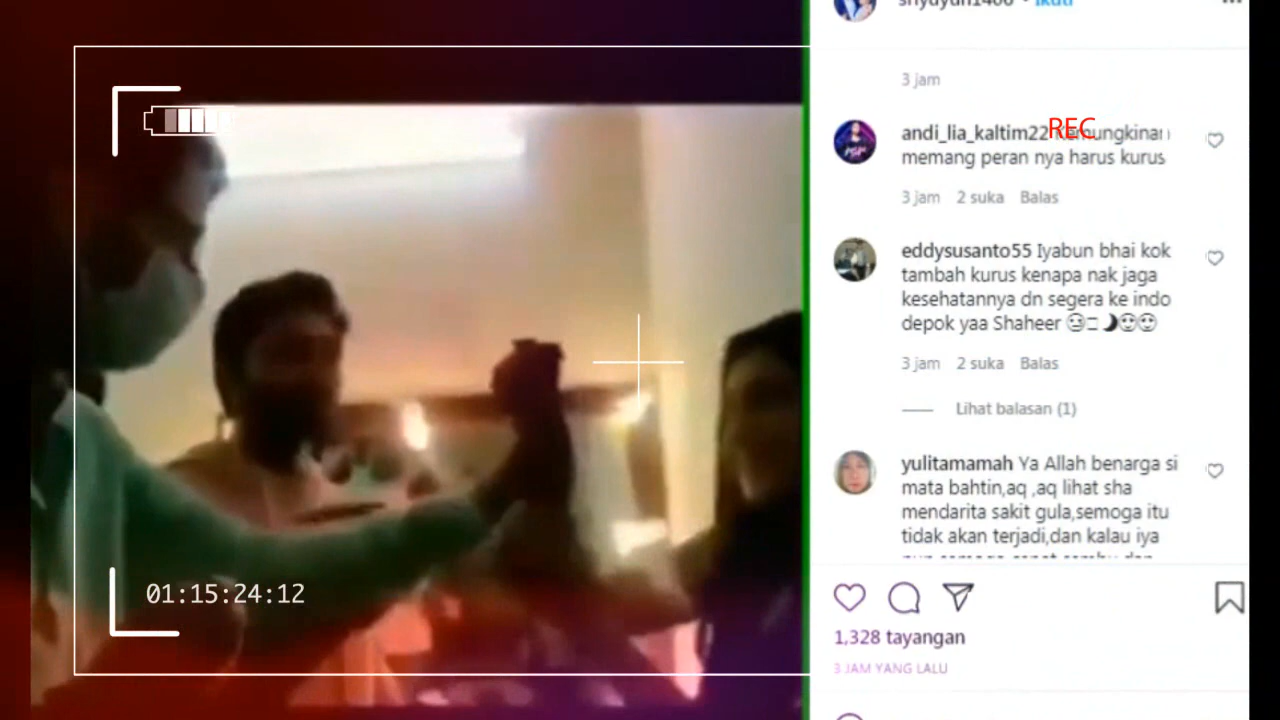 Ikuti
3 jam
REC
andi_lia_kaltim22 Kemungkinan
memang peran nya harus kurus
3 jam 2 suka Balas
eddysusanto55 Iyabun bhai kok
tambah kurus kenapa nak jaga
kesehatannya dn segera ke indo
depok yaa Shaheer
3 jam 2 suka Balas
Lihat balasan (1)
yulitamamah Ya Allah benarga si
mata bahtin,aq ,aq lihat sha
mendarita sakit gula,semoga itu
tidak akan terjadi,dan kalau iya
01:15:24:12
1,328 tayangan
3 JAM YANG LALU